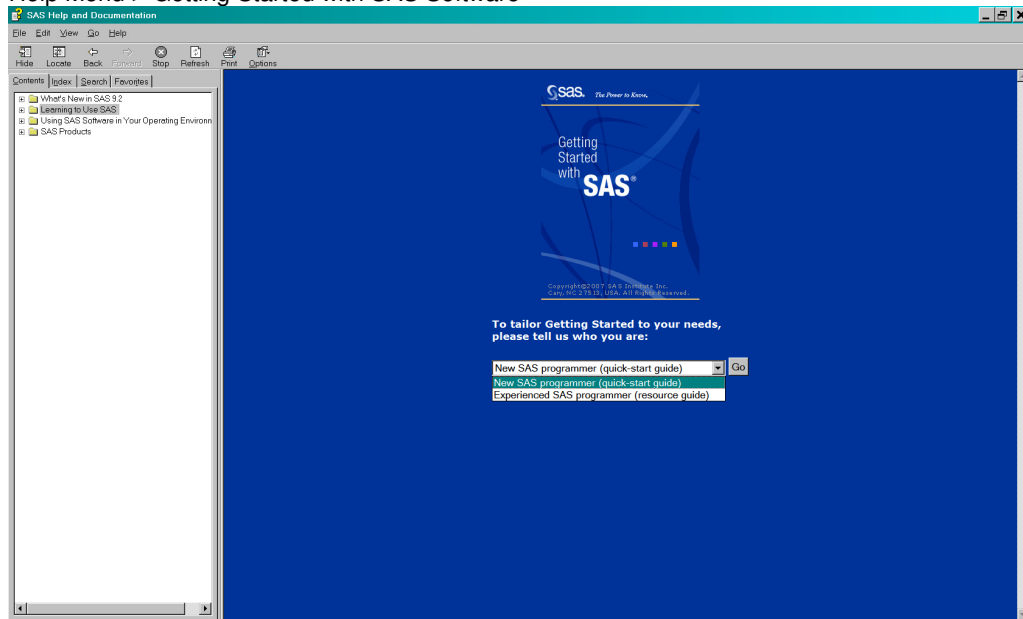 Help Menu > Getting Started with SAS Software
SAS Help and Documentation
File Edit View Go Help
Hide Locate Back Forward Stop Refresh Print Options
Contents Index Search Favorites
What's New in SAS 9.2
Learning to Use SAS
Using SAS Software in Your Operating Environn
SAS Products
sas. The Power to Know.
Getting
Started
with
SAS®
Copyright©2007 SAS Institute Inc.
Cary, NC 27513, USA. All Rights Reserved.
To tailor Getting Started to your needs,
please tell us who you are:
New SAS programmer (quick-start guide) Go
New SAS programmer (quick-start guide)
Experienced SAS programmer (resource guide)